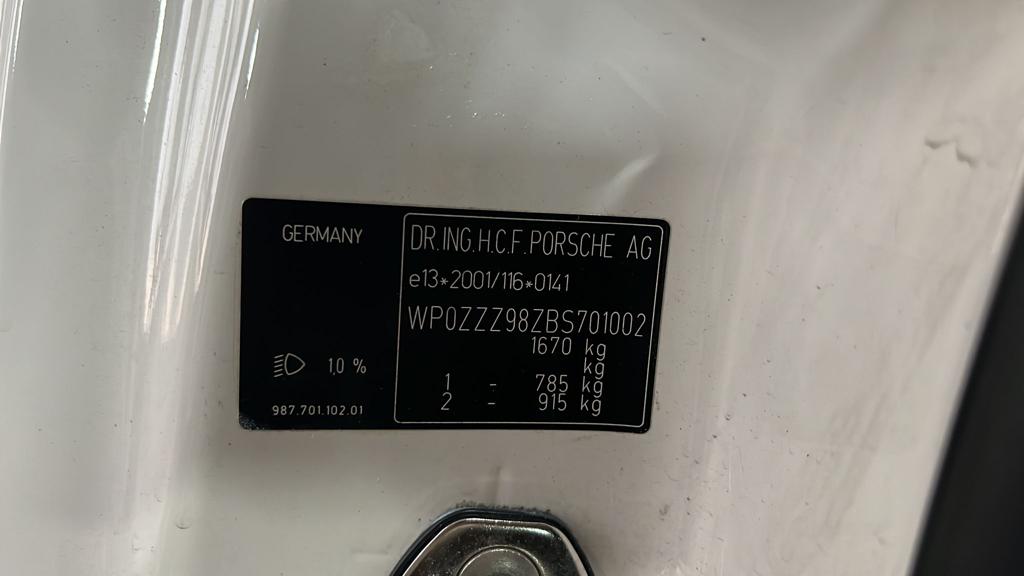 GERMANY
1,0 %
987.701.102.01
DR.ING.H.C.F.PORSCHE AG
e13*2001/116*0141
WP0ZZZ98ZBS701002
1670 kg
kg
1 - 785 kg
2 - 915 kg